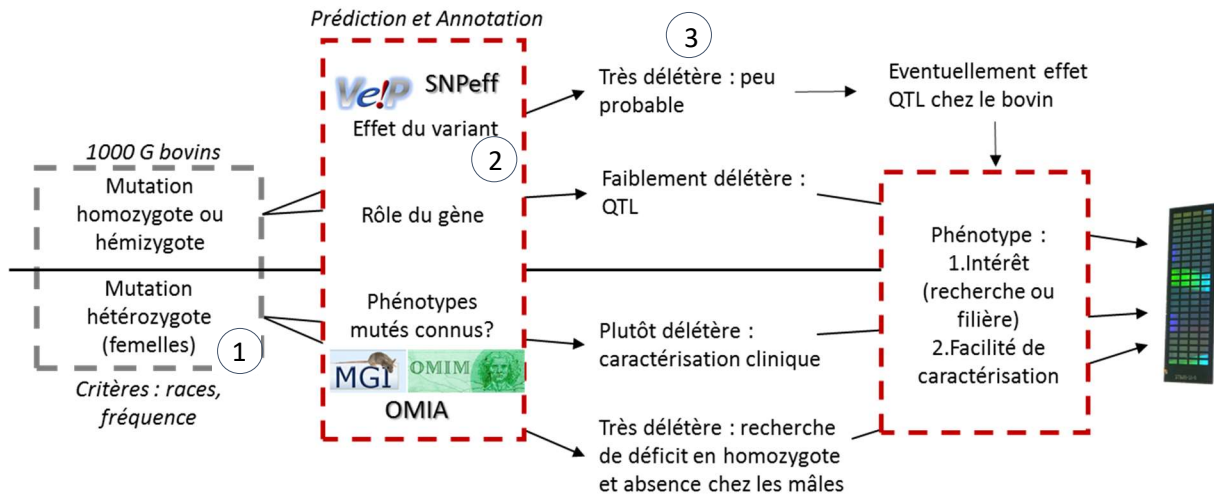 Prédiction et Annotation
3
Ve!P SNPeff
Effet du variant
2
Très délétère : peu
probable
Eventuellement effet
QTL chez le bovin
1000 G bovins
Mutation
homozygote ou
hémizygote
Rôle du gène
Faiblement délétère :
QTL
Phénotype :
1.Intérêt
(recherche ou
filière)
2.Facilité de
caractérisation
Mutation
hétérozygote
(femelles)
1
Critères : races,
fréquence
Phénotypes
mutés connus?
MGI OMIM
OMIA
Plutôt délétère :
caractérisation clinique
Très délétère : recherche
de déficit en homozygote
et absence chez les mâles